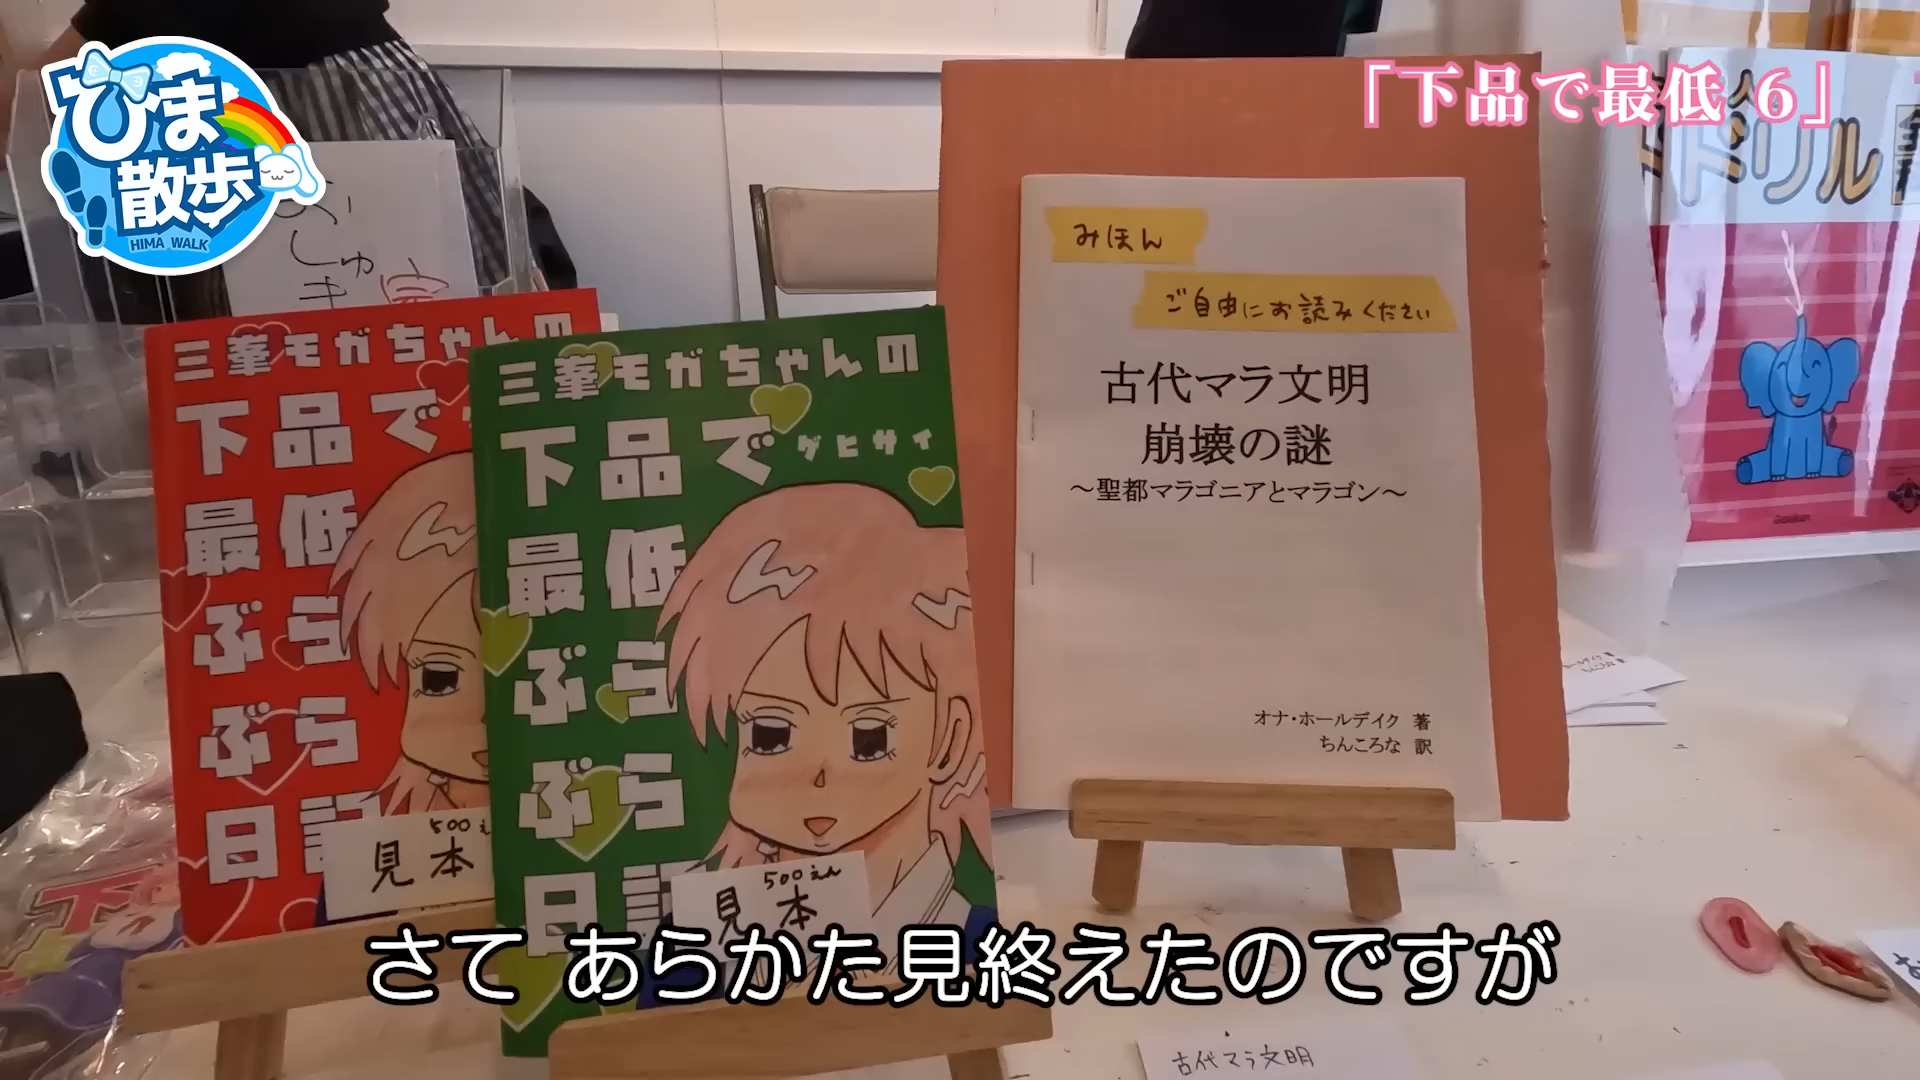 ひま
散歩
HIMA WALK
「下品で最低 6」
ドリル
おしゅき
三峯モガちゃんの
下品で
最低
ぶら
ぶら
日記
500え
見本
三峯モガちゃんの
下品で
ゲヒサイ
最低
ぶら
ぶら
日記
500えん
見本
みほん
ご自由にお読みください
古代マラ文明
崩壊の謎
～聖都マラゴニアとマラゴン～
オナ・ホールデイク 著
ちんころな 訳
Gakken
さて あらかた見終えたのですが
古代マラ文明